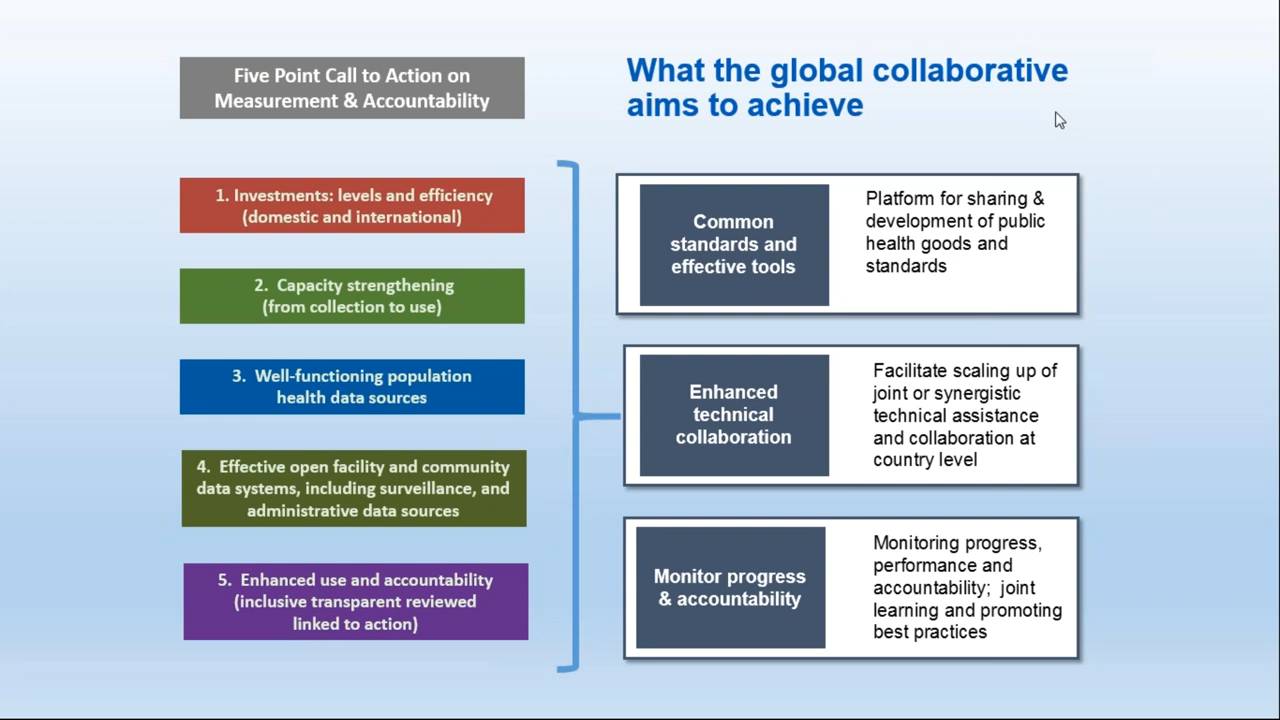 Five Point Call to Action on
Measurement & Accountability
1. Investments: levels and efficiency
(domestic and international)
2. Capacity strengthening
(from collection to use)
3. Well-functioning population
health data sources
4. Effective open facility and community
data systems, including surveillance, and
administrative data sources
5. Enhanced use and accountability
(inclusive transparent reviewed
linked to action)
What the global collaborative
aims to achieve
Common
standards and
effective tools
Platform for sharing &
development of public
health goods and
standards
Enhanced
technical
collaboration
Facilitate scaling up of
joint or synergistic
technical assistance
and collaboration at
country level
Monitor progress
& accountability
Monitoring progress,
performance and
accountability; joint
learning and promoting
best practices